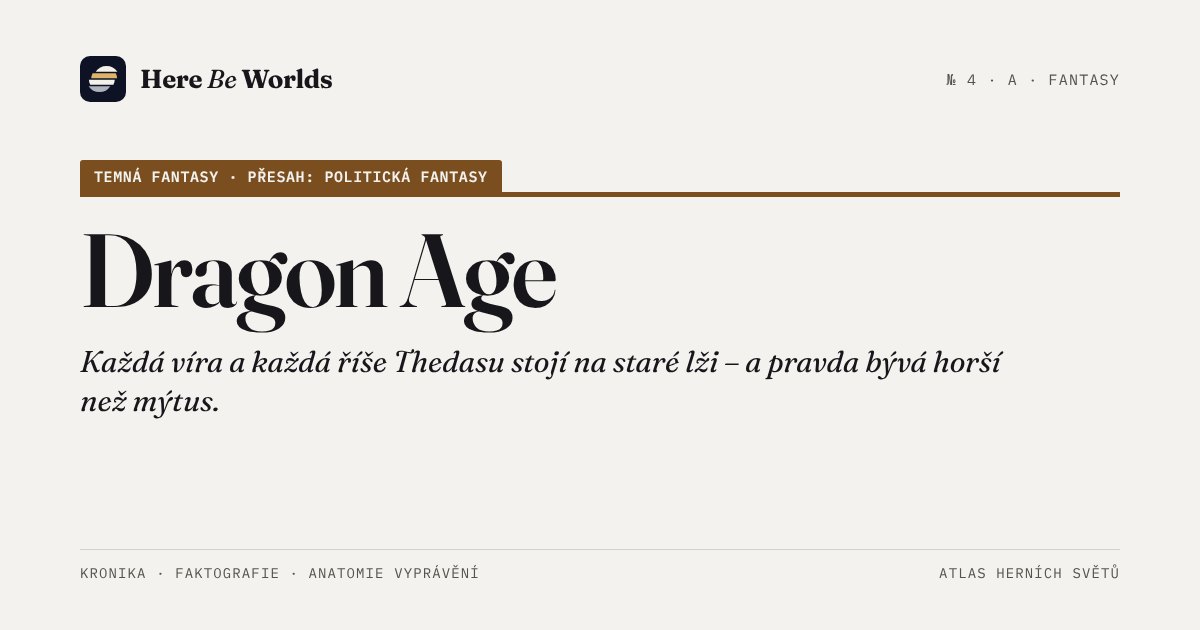 Here Be Worlds
№ 4 · A · FANTASY
TEMNÁ FANTASY · PŘESAH: POLITICKÁ FANTASY
Dragon Age
Každá víra a každá říše Thedasu stojí na staré lži – a pravda bývá horší
než mýtus.
KRONIKA · FAKTOGRAFIE · ANATOMIE VYPRÁVĚNÍ
ATLAS HERNÍCH SVĚTŮ